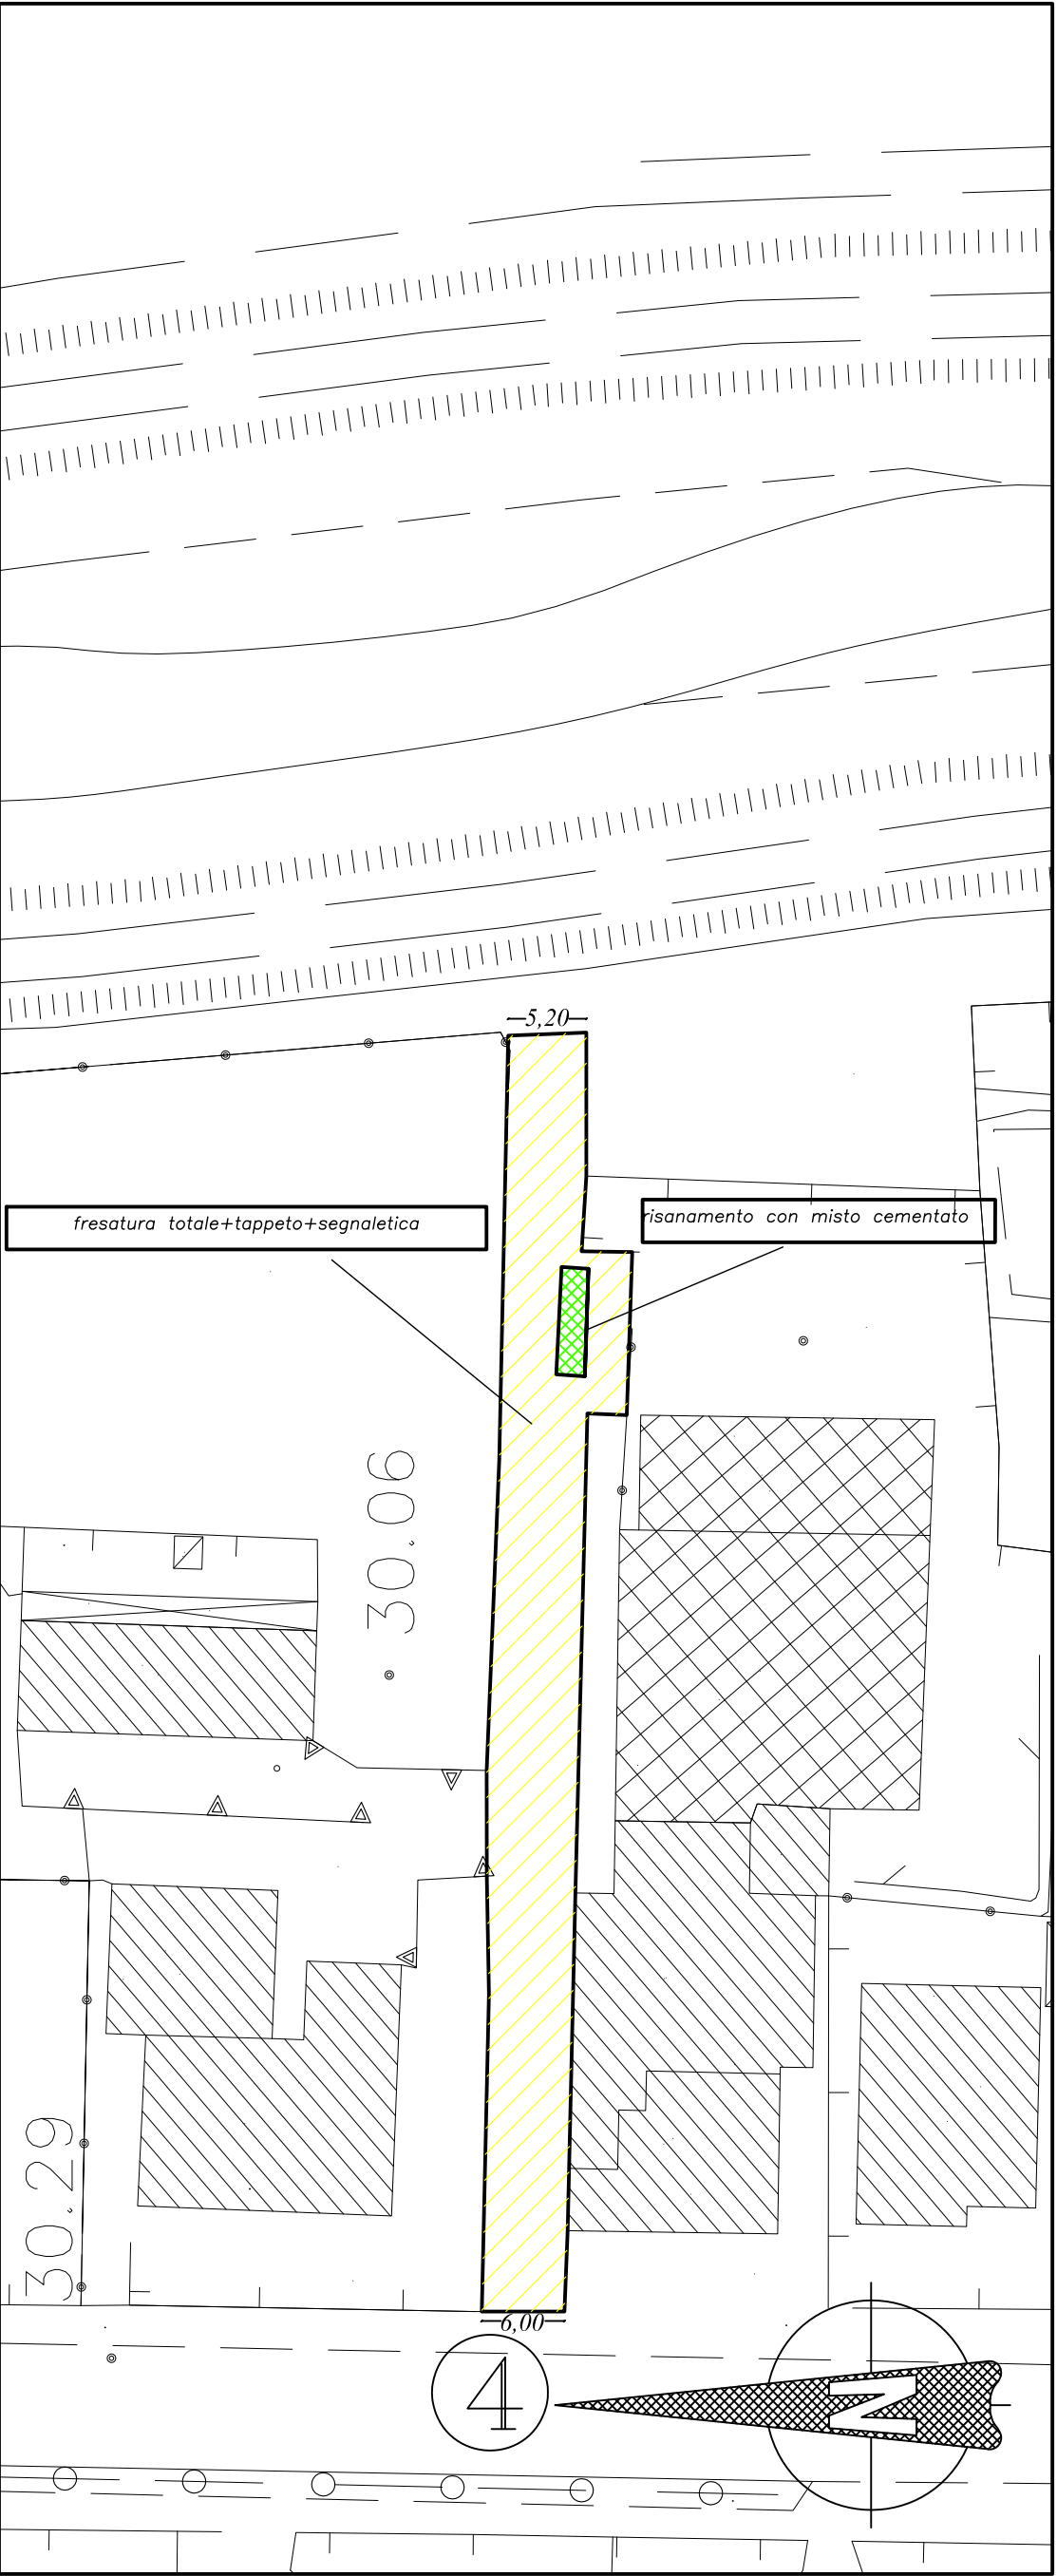 5,20
fresatura totale+tappeto+segnaletica
risanamento con misto cementato
30.06
30.29
6,00
4
N